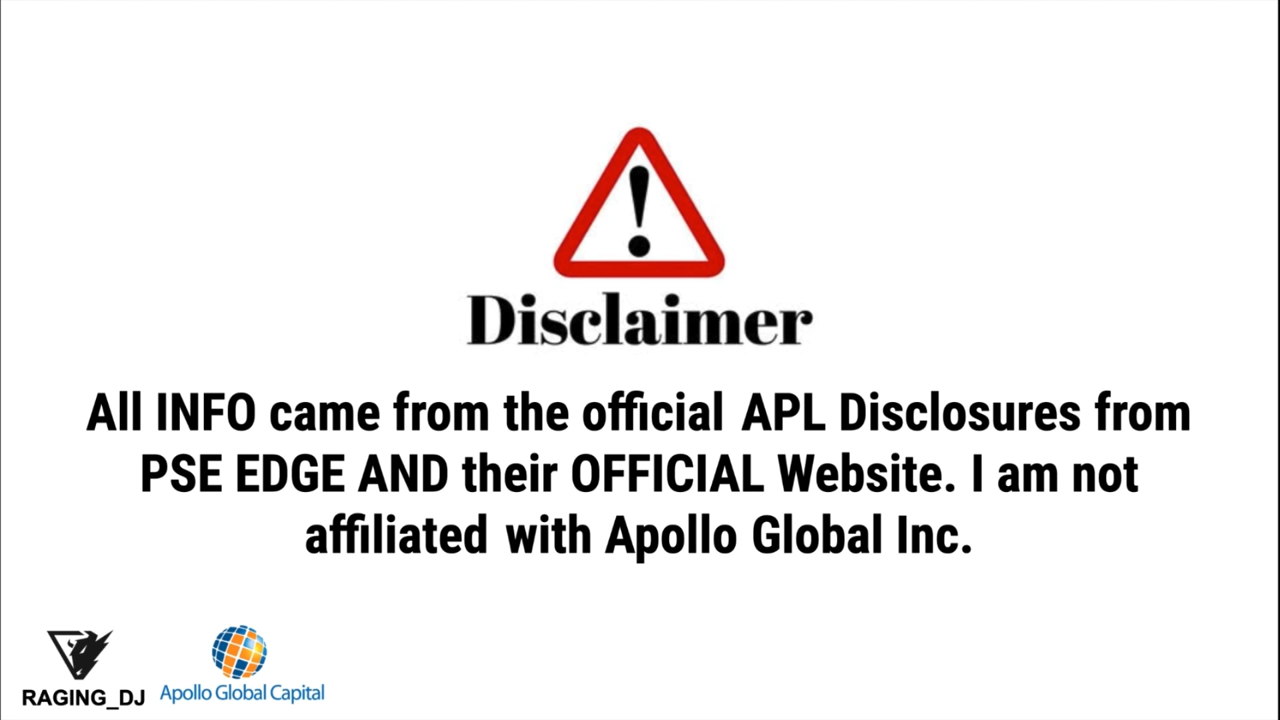 Disclaimer
All INFO came from the official APL Disclosures from
PSE EDGE AND their OFFICIAL Website. I am not
affiliated with Apollo Global Inc.
RAGING_DJ
Apollo Global Capital